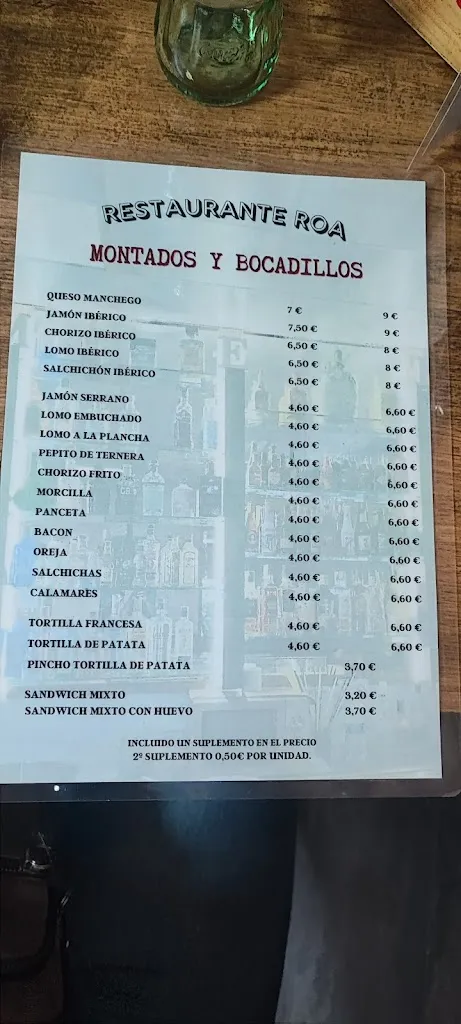 RESTAURANTE ROA
MONTADOS Y BOCADILLOS
QUESO MANCHEGO 7 € 9 €
JAMÓN IBÉRICO 7,50 € 9 €
CHORIZO IBÉRICO 6,50 € 8 €
LOMO IBÉRICO 6,50 € 8 €
SALCHICHÓN IBÉRICO 6,50 € 8 €
JAMÓN SERRANO 4,60 € 6,60 €
LOMO EMBUCHADO 4,60 € 6,60 €
LOMO A LA PLANCHA 4,60 € 6,60 €
PEPITO DE TERNERA 4,60 € 6,60 €
CHORIZO FRITO 4,60 € 6,60 €
MORCILLA 4,60 € 6,60 €
PANCETA 4,60 € 6,60 €
BACON 4,60 € 6,60 €
OREJA 4,60 € 6,60 €
SALCHICHAS 4,60 € 6,60 €
CALAMARES 4,60 € 6,60 €
TORTILLA FRANCESA 4,60 € 6,60 €
TORTILLA DE PATATA 4,60 € 6,60 €
PINCHO TORTILLA DE PATATA 3,70 €
SANDWICH MIXTO 3,20 €
SANDWICH MIXTO CON HUEVO 3,70 €
INCLUIDO UN SUPLEMENTO EN EL PRECIO
2º SUPLEMENTO 0,50€ POR UNIDAD.